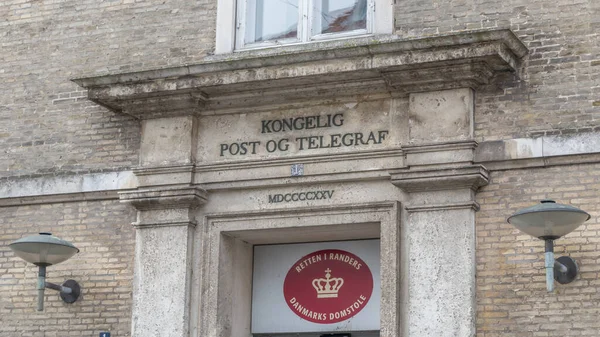 KONGELIG
POST OG TELEGRAF
MDCCCCXXV
RETTEN I RANDERS
DANMARKS DOMSTOLE